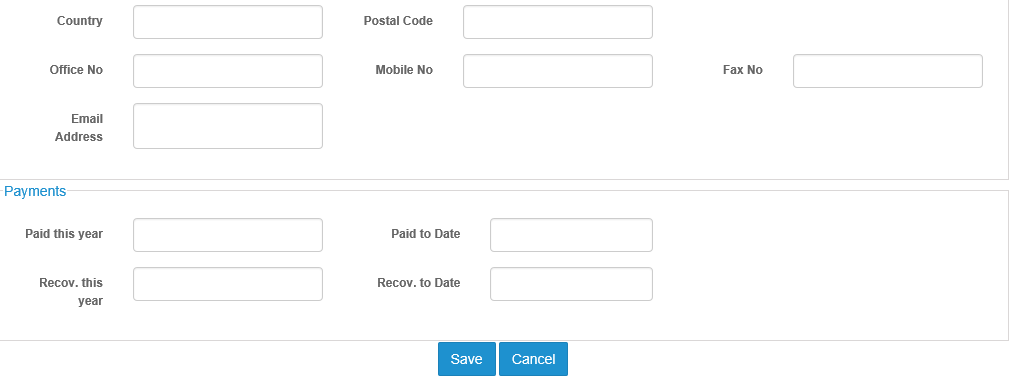 Country
Postal Code
Office No
Mobile No
Fax No
Email
Address
Payments
Paid this year
Paid to Date
Recov. this
year
Recov. to Date
Save
Cancel